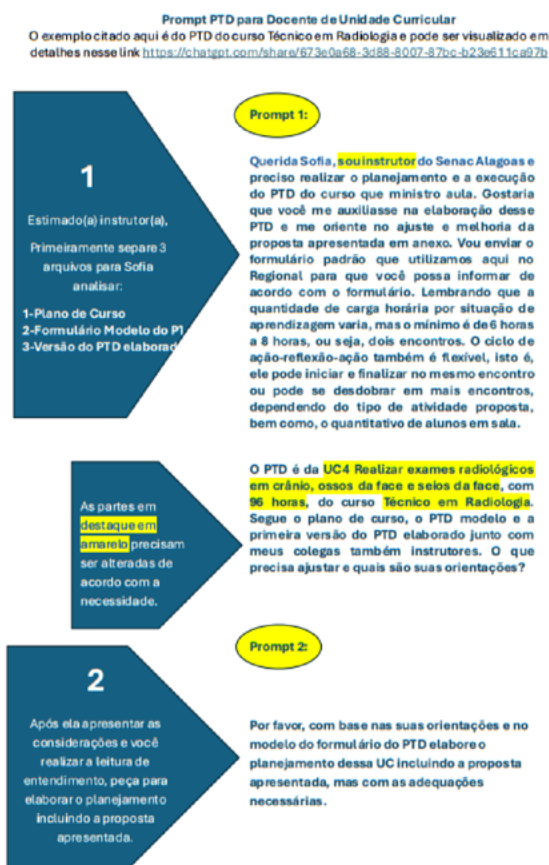 Prompt PTD para Docente de Unidade Curricular
O exemplo citado aqui é do PTD do curso Técnico em Radiologia e pode ser visualizado em
detalhes nesse link https://chatgpt.com/share/673e0a68-3d88-8007-87bc-b23e611ca97b
1
Estimado(a) instrutor(a),
Primeiramente separe 3
arquivos para Sofia
analisar:
1-Plano de Curso
2-Formulário Modelo do
3-Versão do PTD
Prompt 1:
Querida Sofia, sou instrutor do Senac Alagoas e
preciso realizar o planejamento e a execução
do PTD do curso que ministro aula. Gostaria
que você me auxiliasse na elaboração desse
PTD e me oriente no ajuste e melhoria da
proposta apresentada em anexo. Vou enviar o
formulário padrão que utilizamos aqui no
Regional para que você possa informar de
acordo com o formulário. Lembrando que a
quantidade de carga horária por situação de
aprendizagem varia, mas o mínimo é de 6 horas
a 8 horas, ou seja, dois encontros. O ciclo de
ação-reflexão-ação também é flexível, isto é,
ele pode iniciar e finalizar no mesmo encontro
ou pode se desdobrar em mais encontros,
dependendo do tipo de atividade proposta,
bem como, o quantitativo de alunos em sala.
As partes em
destaque em
amarelo precisam
ser alteradas de
acordo com a
necessidade.
O PTD é da UC4 Realizar exames radiológicos
em crânio, ossos da face e seios da face, com
96 horas, do curso Técnico em Radiologia.
Segue o plano de curso, o PTD modelo e a
primeira versão do PTD elaborado junto com
meus colegas também instrutores. O que
precisa ajustar e quais são suas orientações?
2
Após ela apresentar as
considerações e você
realizar a leitura de
entendimento, peça para
elaborar o planejamento
incluindo a proposta
apresentada.
Prompt 2:
Por favor, com base nas suas orientações e no
modelo do formulário do PTD elabore o
planejamento dessa UC incluindo a proposta
apresentada, mas com as adequações
necessárias.